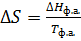 ΔS = ΔHф.а. / Tф.а.